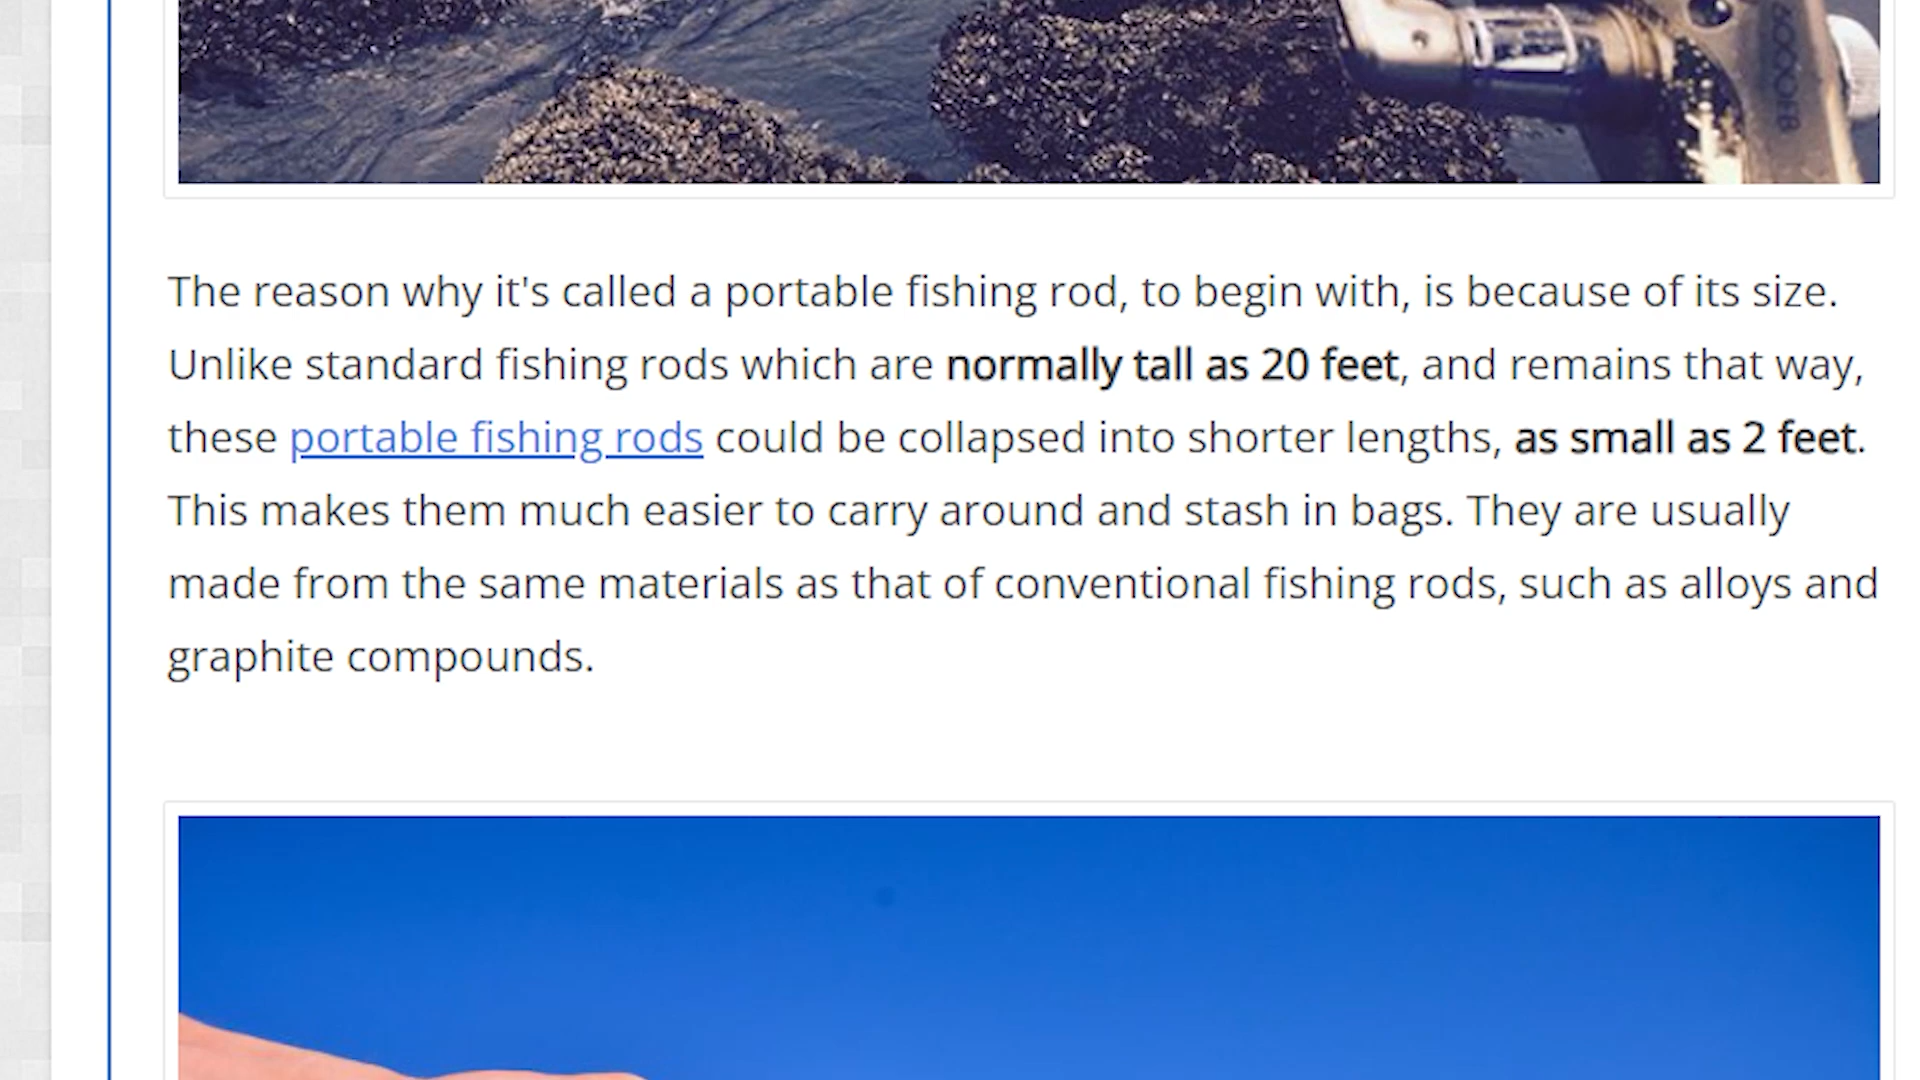 The reason why it's called a portable fishing rod, to begin with, is because of its size.
Unlike standard fishing rods which are normally tall as 20 feet, and remains that way,
these portable fishing rods could be collapsed into shorter lengths, as small as 2 feet.
This makes them much easier to carry around and stash in bags. They are usually
made from the same materials as that of conventional fishing rods, such as alloys and
graphite compounds.